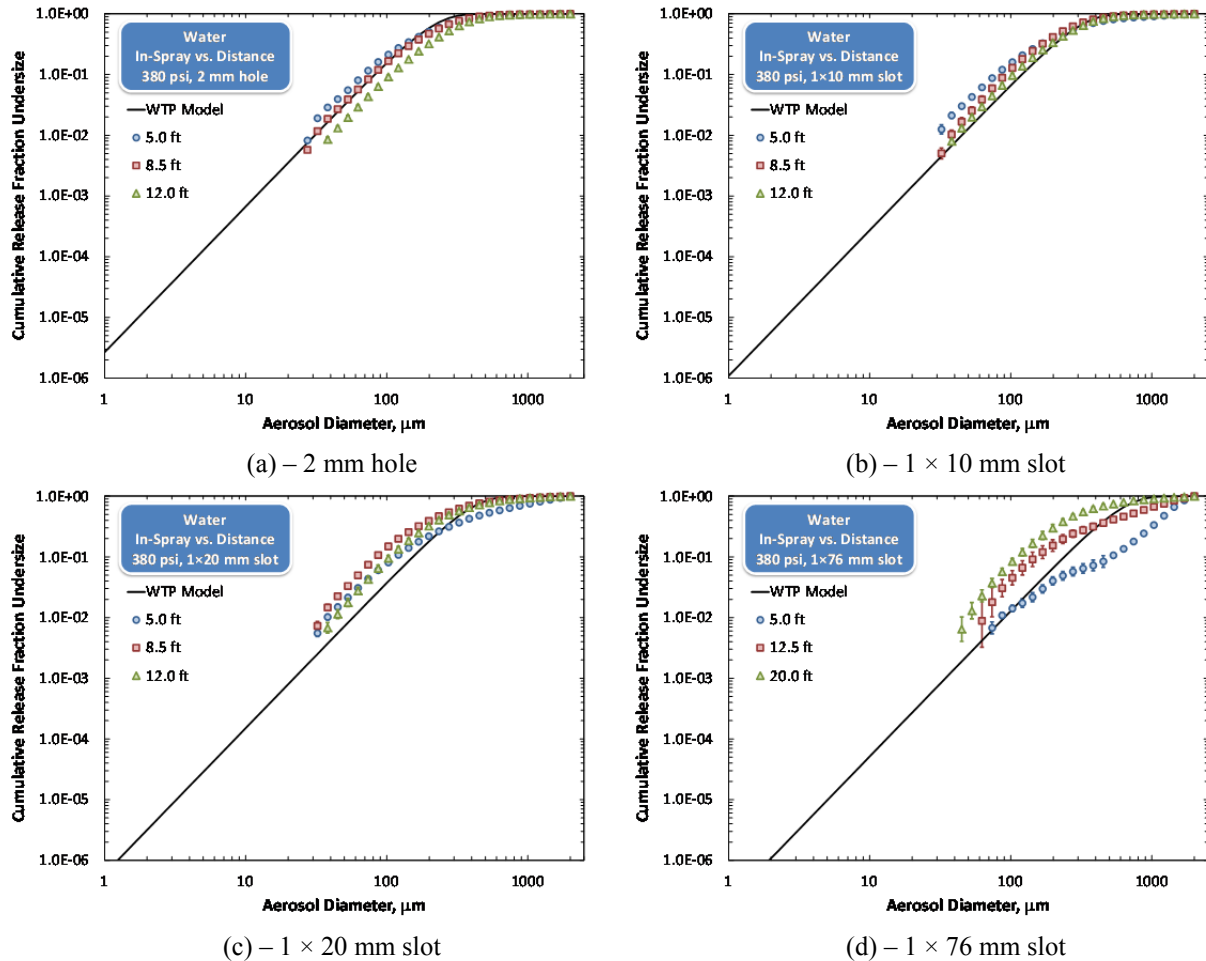 1.0E+00
1.0E-01
1.0E-02
1.0E-03
1.0E-04
1.0E-05
1.0E-06
Cumulative Release Fraction Undersize
Water
In-Spray vs. Distance
380 psi, 2 mm hole
WTP Model
5.0 ft
8.5 ft
12.0 ft
1 10 100 1000
Aerosol Diameter, µm
(a) – 2 mm hole
1.0E+00
1.0E-01
1.0E-02
1.0E-03
1.0E-04
1.0E-05
1.0E-06
Cumulative Release Fraction Undersize
Water
In-Spray vs. Distance
380 psi, 1×10 mm slot
WTP Model
5.0 ft
8.5 ft
12.0 ft
1 10 100 1000
Aerosol Diameter, µm
(b) – 1 × 10 mm slot
1.0E+00
1.0E-01
1.0E-02
1.0E-03
1.0E-04
1.0E-05
1.0E-06
Cumulative Release Fraction Undersize
Water
In-Spray vs. Distance
380 psi, 1×20 mm slot
WTP Model
5.0 ft
8.5 ft
12.0 ft
1 10 100 1000
Aerosol Diameter, µm
(c) – 1 × 20 mm slot
1.0E+00
1.0E-01
1.0E-02
1.0E-03
1.0E-04
1.0E-05
1.0E-06
Cumulative Release Fraction Undersize
Water
In-Spray vs. Distance
380 psi, 1×76 mm slot
WTP Model
5.0 ft
12.5 ft
20.0 ft
1 10 100 1000
Aerosol Diameter, µm
(d) – 1 × 76 mm slot